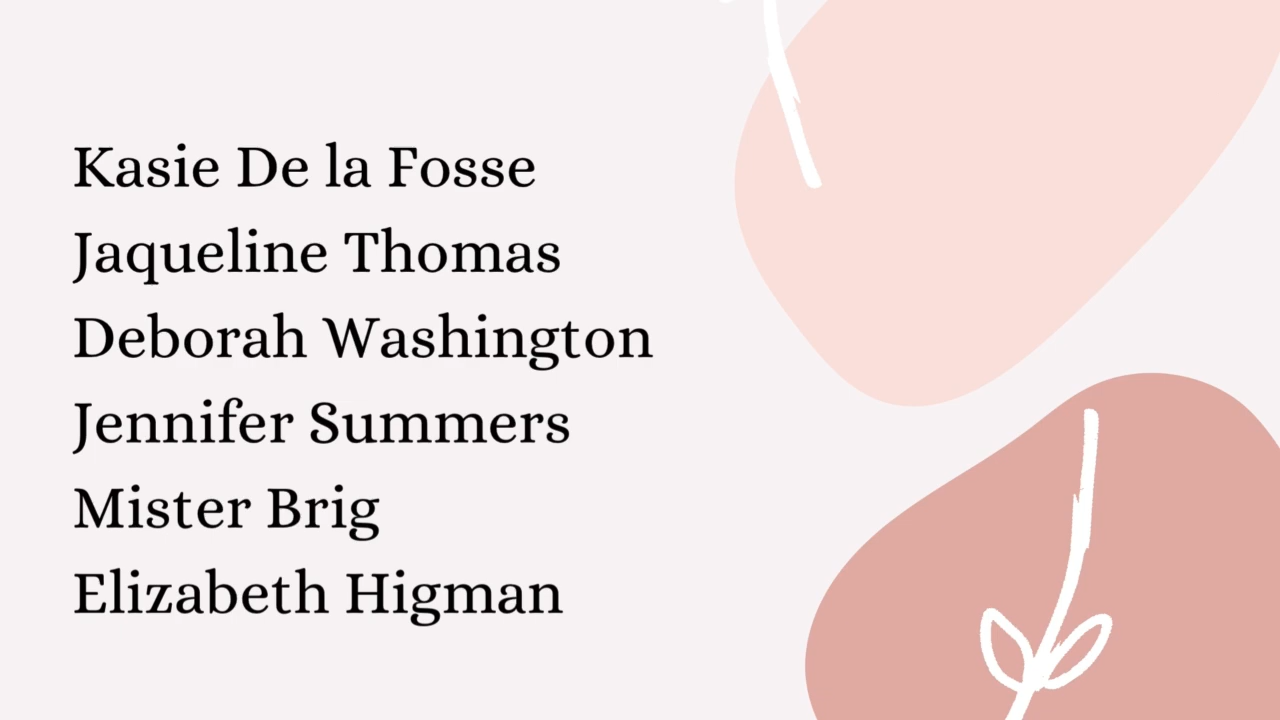 Kasie De la Fosse
Jaqueline Thomas
Deborah Washington
Jennifer Summers
Mister Brig
Elizabeth Higman